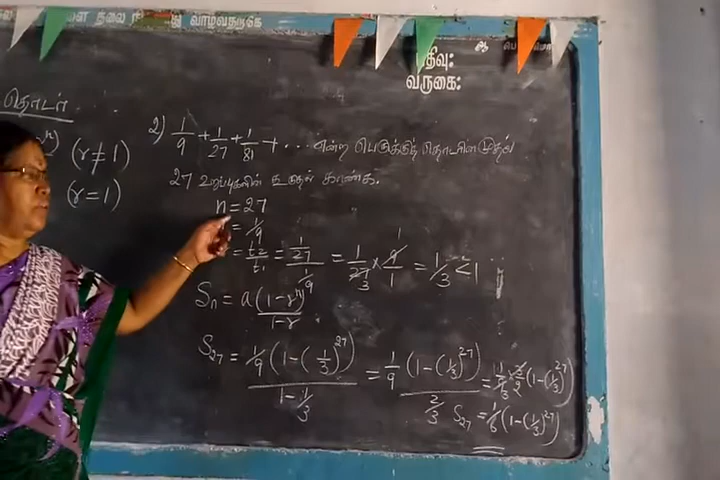 தலை வாழ்வதற்கே
பதிவு:
வருகை:
தொடர்
(r≠1)
(r=1)
2) 1/9 + 1/27 + 1/81 + ... என்ற பெருக்குத் தொடரின் முதல்
27 உறுப்புகளின் கூடுதல் காண்க.
n = 27
= 1/9
= t2/t1 = (1/27)/(1/9) = 1/27 × 9/1 = 1/3 < 1
Sn = a(1-rⁿ)/(1-r)
S27 = 1/9(1-(1/3)^27)/(1-1/3) = 1/9(1-(1/3)^27)/(2/3) = 1/9 × 3/2 (1-(1/3)^27)
S27 = 1/6(1-(1/3)^27)